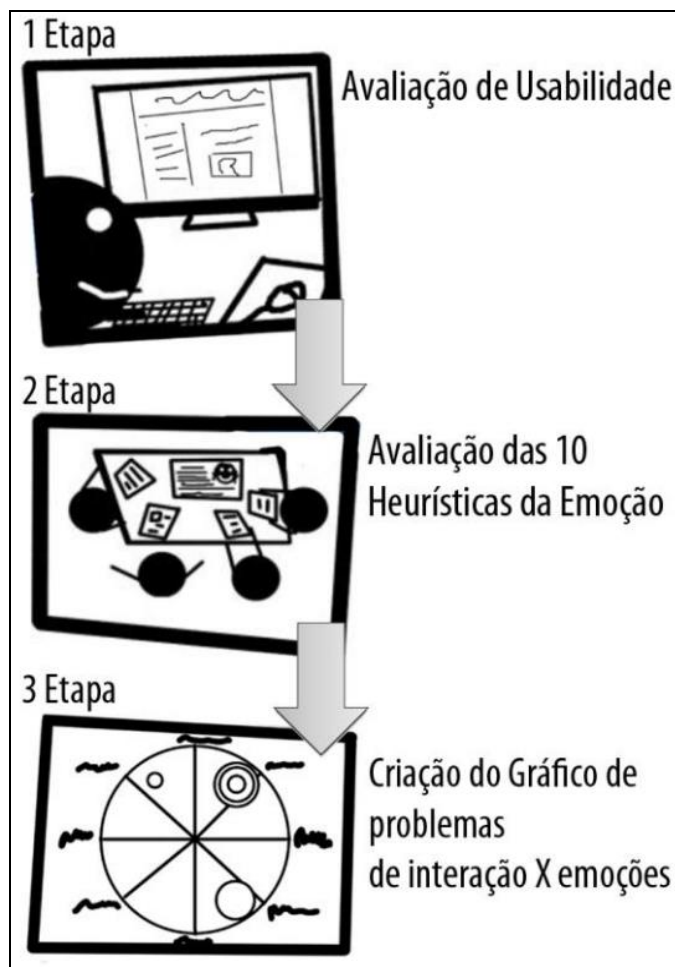 1 Etapa
Avaliação de Usabilidade
2 Etapa
Avaliação das 10
Heurísticas da Emoção
3 Etapa
Criação do Gráfico de
problemas
de interação X emoções